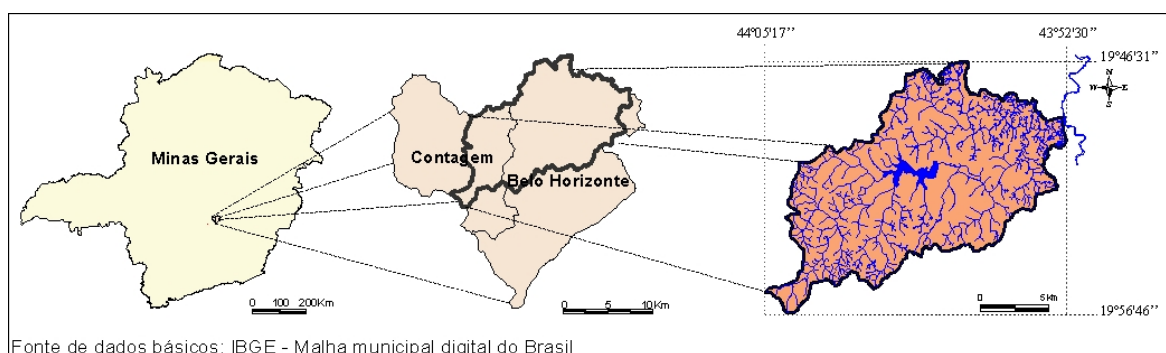 44°05'17’’ 43°52'30’’
19°46'31’’
N
W E
S
Minas Gerais
Contagem
Belo Horizonte
0 100 200Km
0 5 10Km
0 5km
19°56'46’’
Fonte de dados básicos: IBGE - Malha municipal digital do Brasil